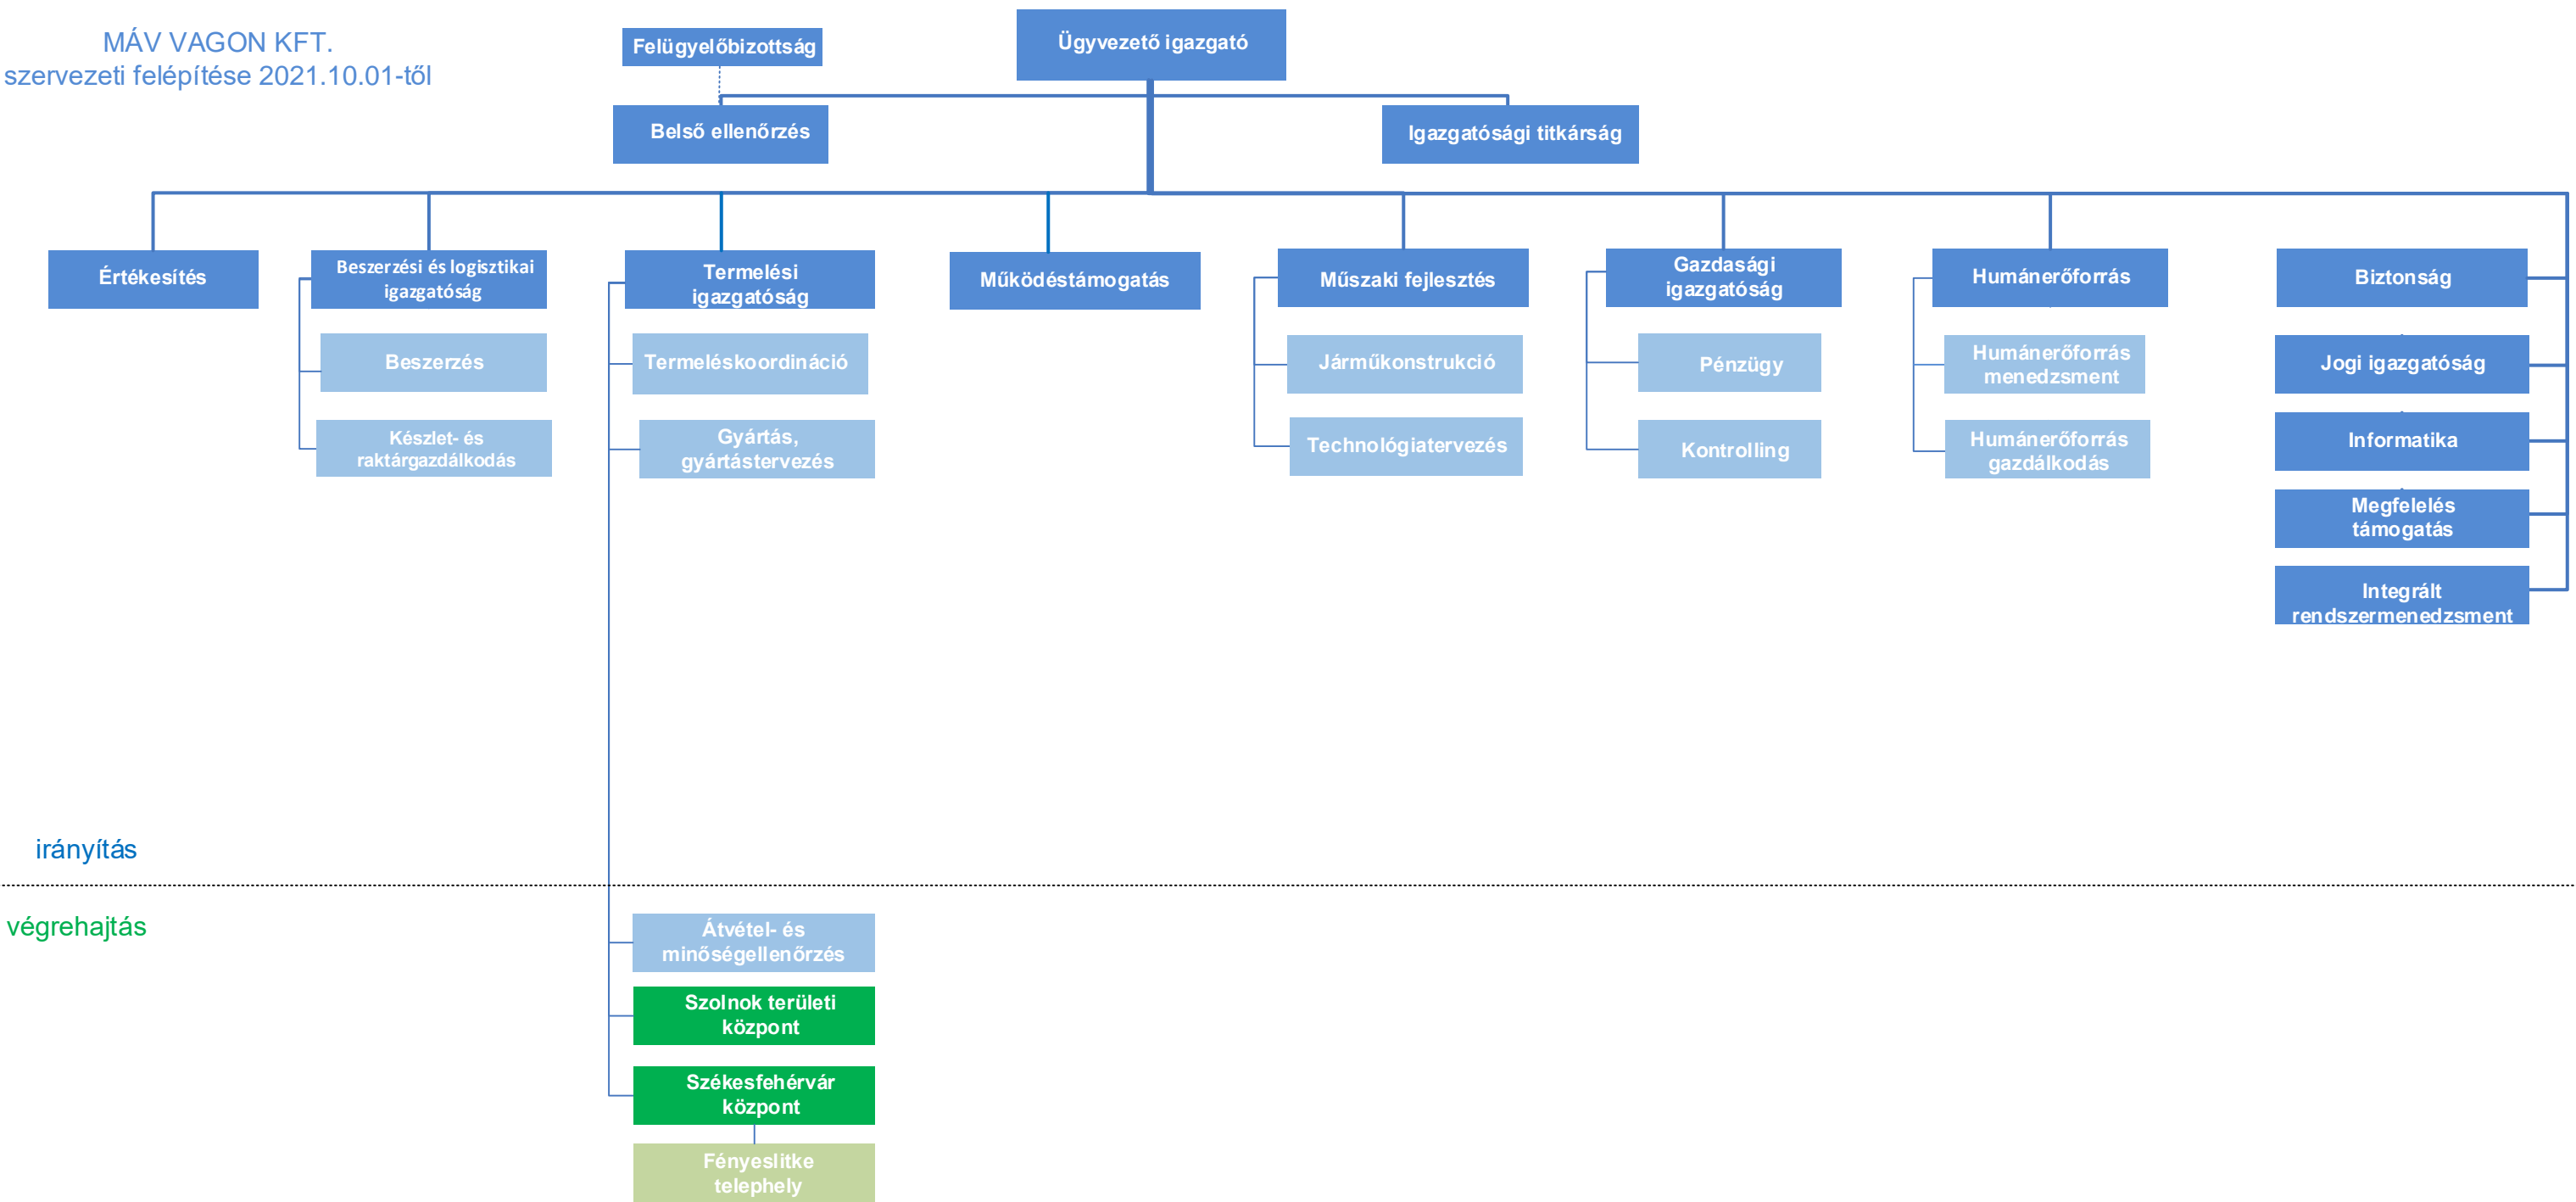 MÁV VAGON KFT.
szervezeti felépítése 2021.10.01-től
Felügyelőbizottság
Ügyvezető igazgató
Belső ellenőrzés
Igazgatósági titkárság
Értékesítés
Beszerzési és logisztikai
igazgatóság
Beszerzés
Készlet- és
raktárgazdálkodás
Termelési
igazgatóság
Termeléskoordináció
Gyártás,
gyártástervezés
Működéstámogatás
Műszaki fejlesztés
Járműkonstrukció
Technológiatervezés
Gazdasági
igazgatóság
Pénzügy
Kontrolling
Humánerőforrás
Humánerőforrás
menedzsment
Humánerőforrás
gazdálkodás
Biztonság
Jogi igazgatóság
Informatika
Megfelelés
támogatás
Integrált
rendszermenedzsment
irányítás
végrehajtás
Átvétel- és
minőségellenőrzés
Szolnok területi
központ
Székesfehérvár
központ
Fényeslitke
telephely